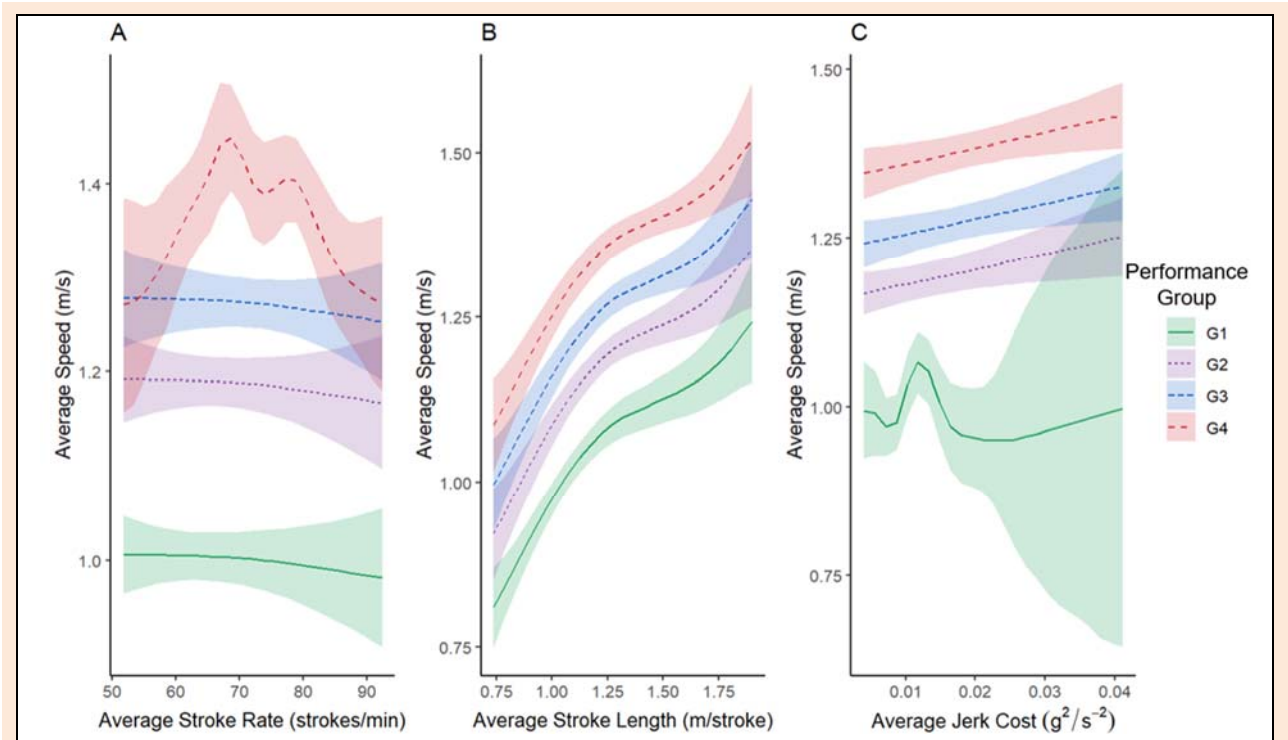 A
B
C
Average Speed (m/s)
1.4
1.2
1.0
50 60 70 80 90
Average Stroke Rate (strokes/min)
Average Speed (m/s)
1.50
1.25
1.00
0.75
0.75 1.00 1.25 1.50 1.75
Average Stroke Length (m/stroke)
Average Speed (m/s)
1.50
1.25
1.00
0.75
0.01 0.02 0.03 0.04
Average Jerk Cost (g²/s⁻²)
Performance
Group
G1
G2
G3
G4